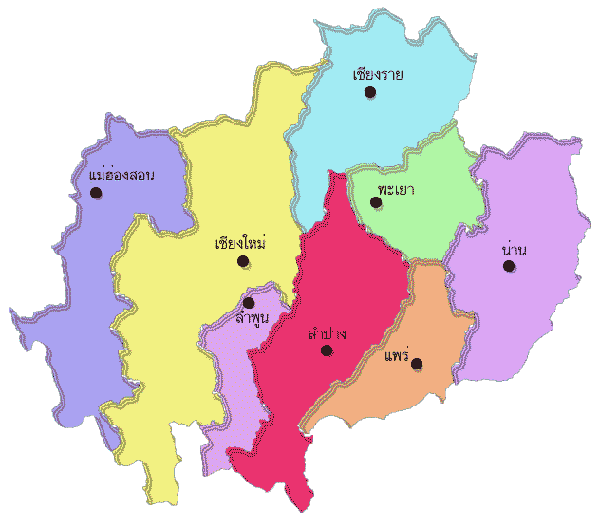 เชียงราย
แม่ฮ่องสอน
พะเยา
เชียงใหม่
น่าน
ลำพูน
ลำปาง
แพร่